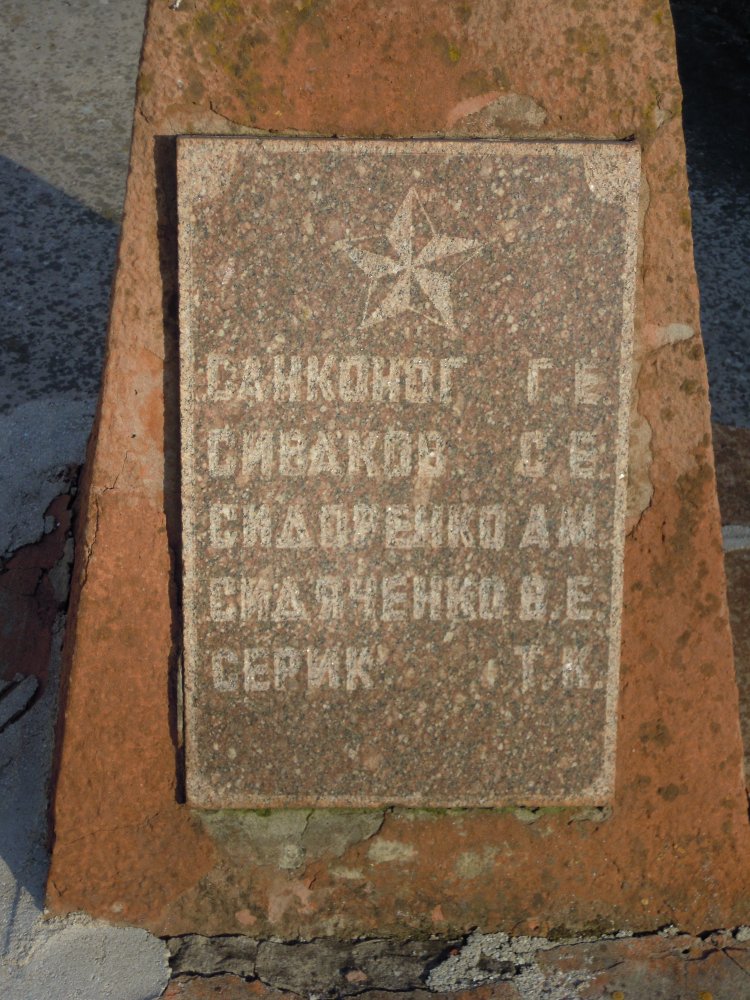 САНКОНОГ Г.Е.
СИВАКОВ С.Е.
СИДОРЕНКО А.М.
СИДЯЧЕНКО В.Е.
СЕРИК Т.К.